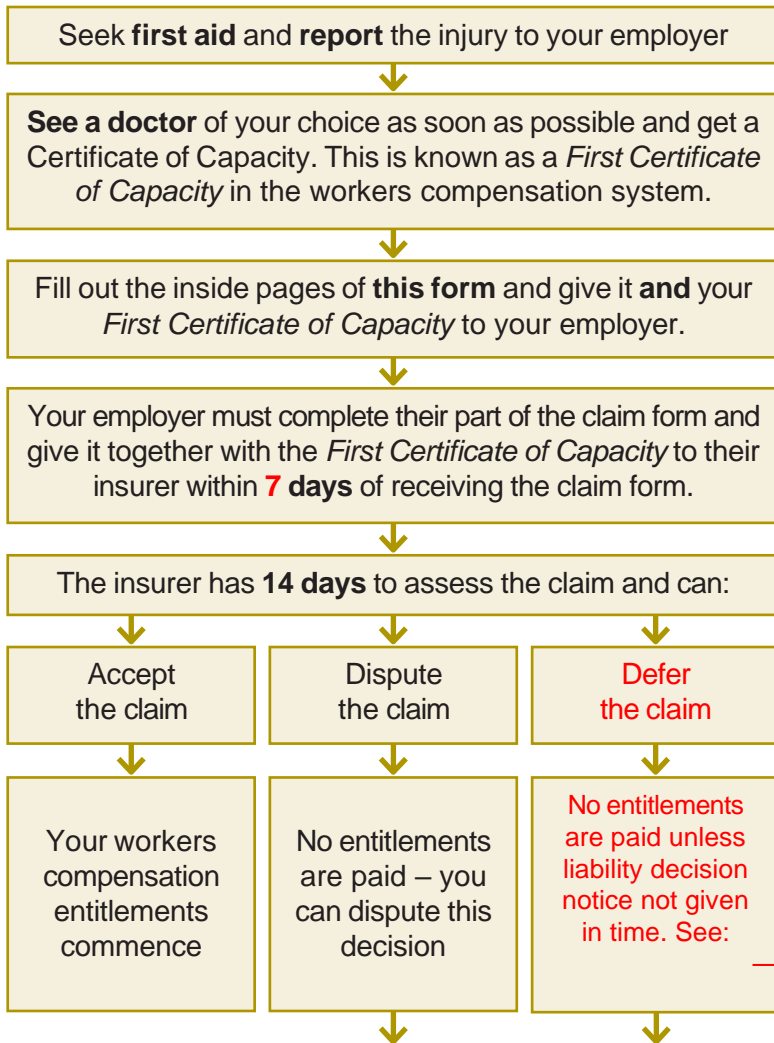 Seek first aid and report the injury to your employer
See a doctor of your choice as soon as possible and get a
Certificate of Capacity. This is known as a First Certificate
of Capacity in the workers compensation system.
Fill out the inside pages of this form and give it and your
First Certificate of Capacity to your employer.
Your employer must complete their part of the claim form and
give it together with the First Certificate of Capacity to their
insurer within 7 days of receiving the claim form.
The insurer has 14 days to assess the claim and can:
Accept
the claim
Dispute
the claim
Defer
the claim
Your workers
compensation
entitlements
commence
No entitlements
are paid – you
can dispute this
decision
No entitlements
are paid unless
liability decision
notice not given
in time. See: